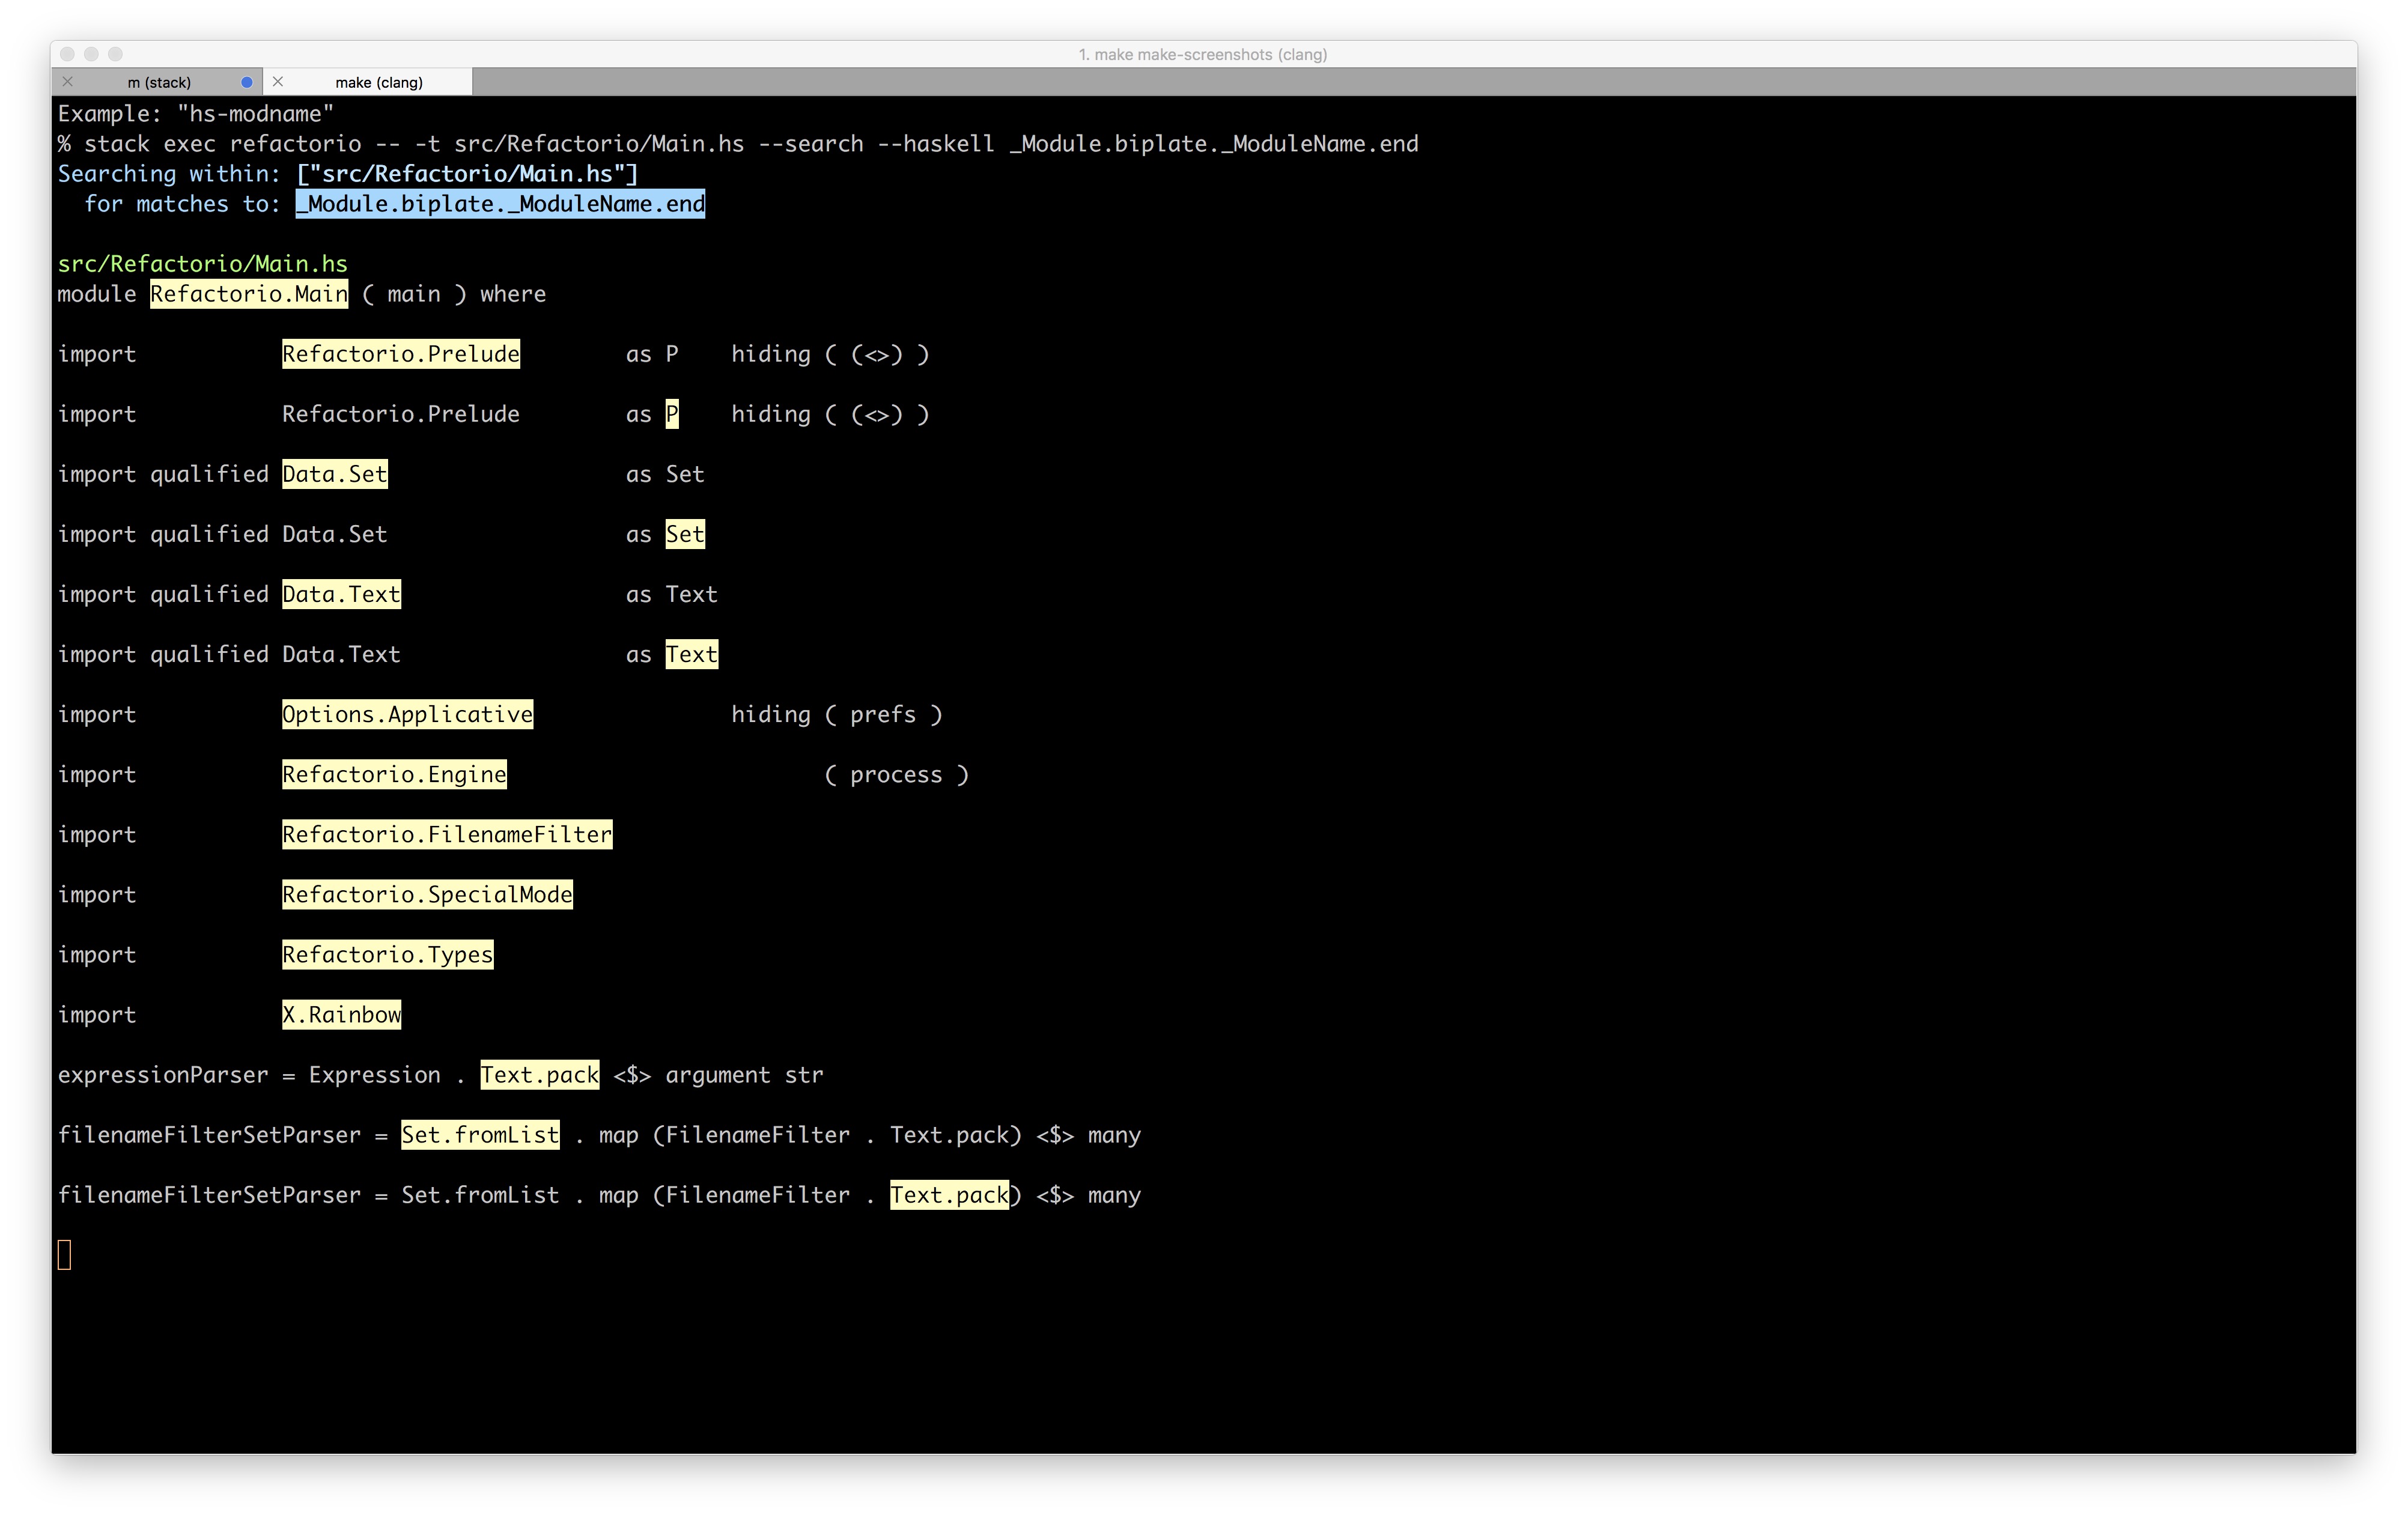 1. make make-screenshots (clang)
m (stack) make (clang)
Example: "hs-modname"
% stack exec refactorio -- -t src/Refactorio/Main.hs --search --haskell _Module.biplate._ModuleName.end
Searching within: ["src/Refactorio/Main.hs"]
  for matches to: _Module.biplate._ModuleName.end
src/Refactorio/Main.hs
module Refactorio.Main ( main ) where
import           Refactorio.Prelude        as P    hiding ( (<>) )
import           Refactorio.Prelude        as P    hiding ( (<>) )
import qualified Data.Set                  as Set
import qualified Data.Set                  as Set
import qualified Data.Text                 as Text
import qualified Data.Text                 as Text
import           Options.Applicative               hiding ( prefs )
import           Refactorio.Engine                        ( process )
import           Refactorio.FilenameFilter
import           Refactorio.SpecialMode
import           Refactorio.Types
import           X.Rainbow
expressionParser = Expression . Text.pack <$> argument str
filenameFilterSetParser = Set.fromList . map (FilenameFilter . Text.pack) <$> many
filenameFilterSetParser = Set.fromList . map (FilenameFilter . Text.pack) <$> many